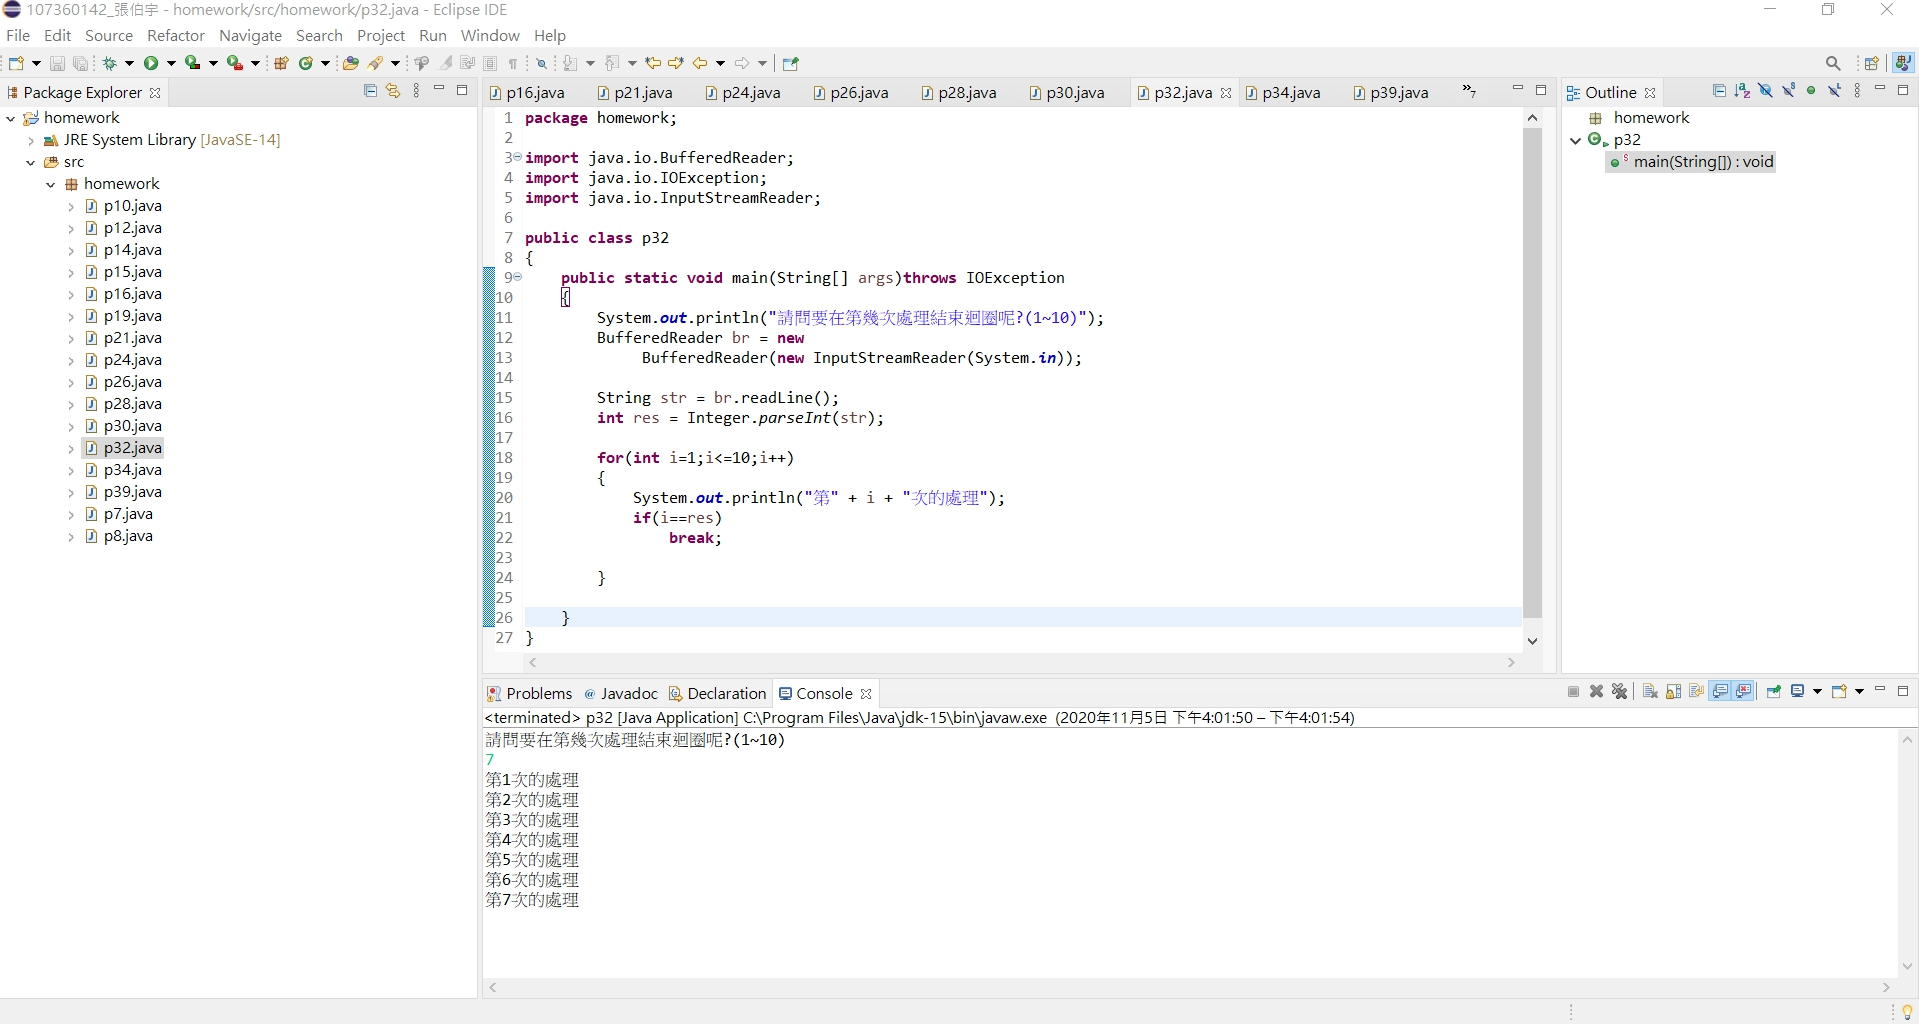 107360142_張伯宇 - homework/src/homework/p32.java - Eclipse IDE
File Edit Source Refactor Navigate Search Project Run Window Help
Package Explorer
homework
JRE System Library [JavaSE-14]
src
homework
p10.java
p12.java
p14.java
p15.java
p16.java
p19.java
p21.java
p24.java
p26.java
p28.java
p30.java
p32.java
p34.java
p39.java
p7.java
p8.java
p16.java p21.java p24.java p26.java p28.java p30.java p32.java p34.java p39.java »7
1 package homework;
2
3 import java.io.BufferedReader;
4 import java.io.IOException;
5 import java.io.InputStreamReader;
6
7 public class p32
8 {
9 public static void main(String[] args)throws IOException
10 {
11 System.out.println("請問要在第幾次處理結束迴圈呢?(1~10)");
12 BufferedReader br = new
13 BufferedReader(new InputStreamReader(System.in));
14
15 String str = br.readLine();
16 int res = Integer.parseInt(str);
17
18 for(int i=1;i<=10;i++)
19 {
20 System.out.println("第" + i + "次的處理");
21 if(i==res)
22 break;
23
24 }
25
26 }
27 }
Outline
homework
p32
main(String[]) : void
Problems Javadoc Declaration Console
<terminated> p32 [Java Application] C:\Program Files\Java\jdk-15\bin\javaw.exe (2020年11月5日 下午4:01:50 – 下午4:01:54)
請問要在第幾次處理結束迴圈呢?(1~10)
7
第1次的處理
第2次的處理
第3次的處理
第4次的處理
第5次的處理
第6次的處理
第7次的處理